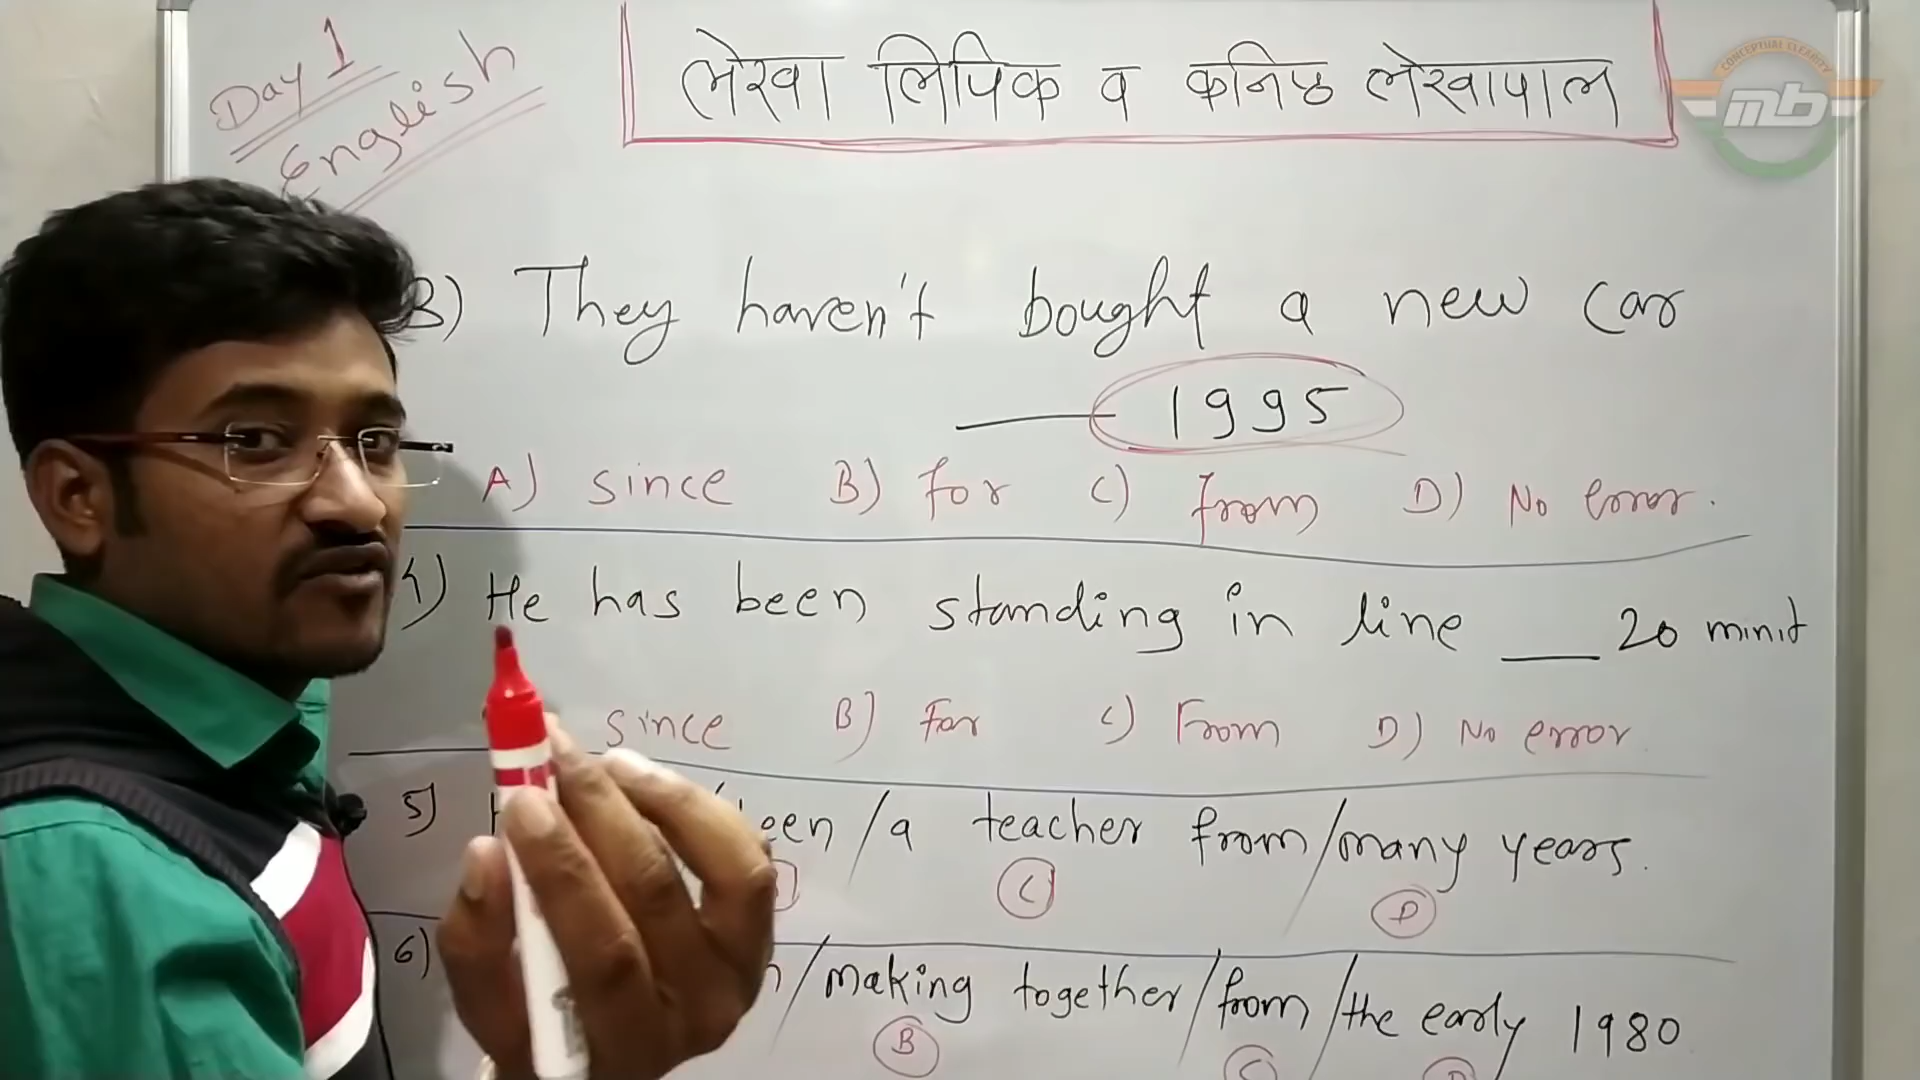 Day 1
English
लेखा लिपिक व कनिष्ठ लेखापाल
CONCEPTUAL CLEARITY
mb
3) They haven't bought a new car
1995
A) since B) for C) from D) No error.
4) He has been standing in line __ 20 minit
since B) For C) From D) No error
5) een / a teacher from / many years.
C D
6) / making together / from / the early 1980
B C D